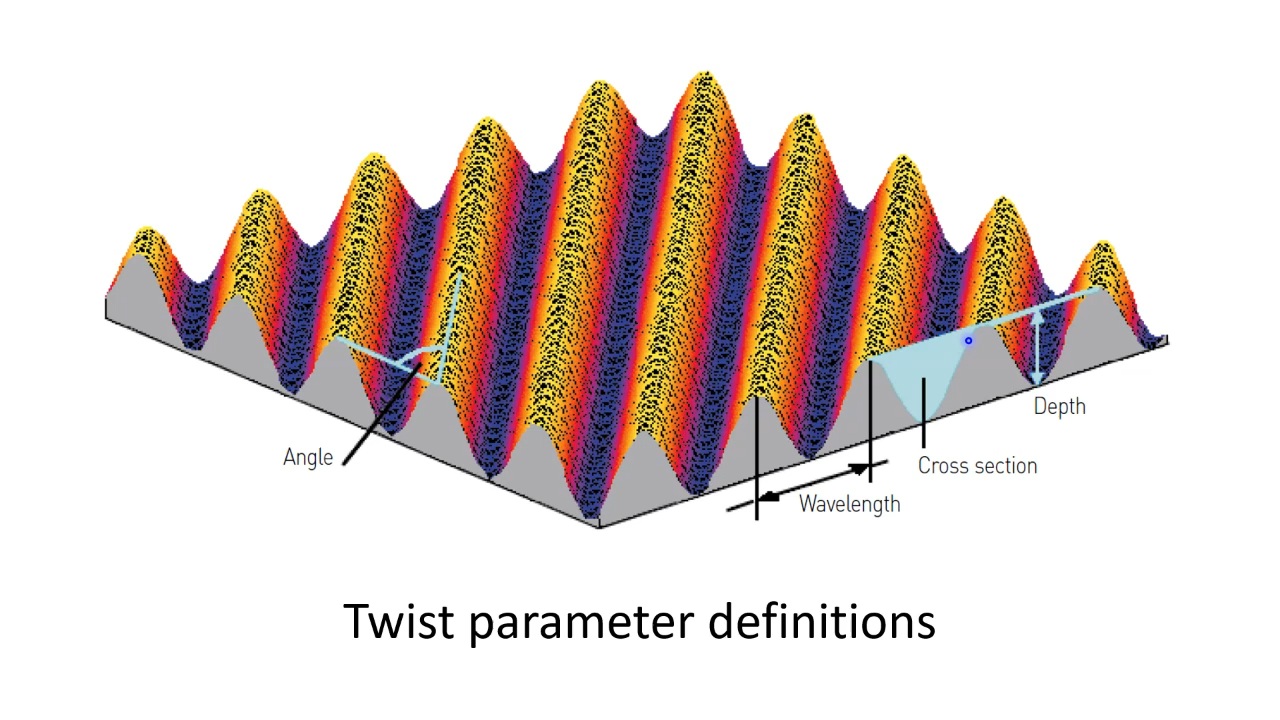 Depth
Angle
Cross section
Wavelength
Twist parameter definitions